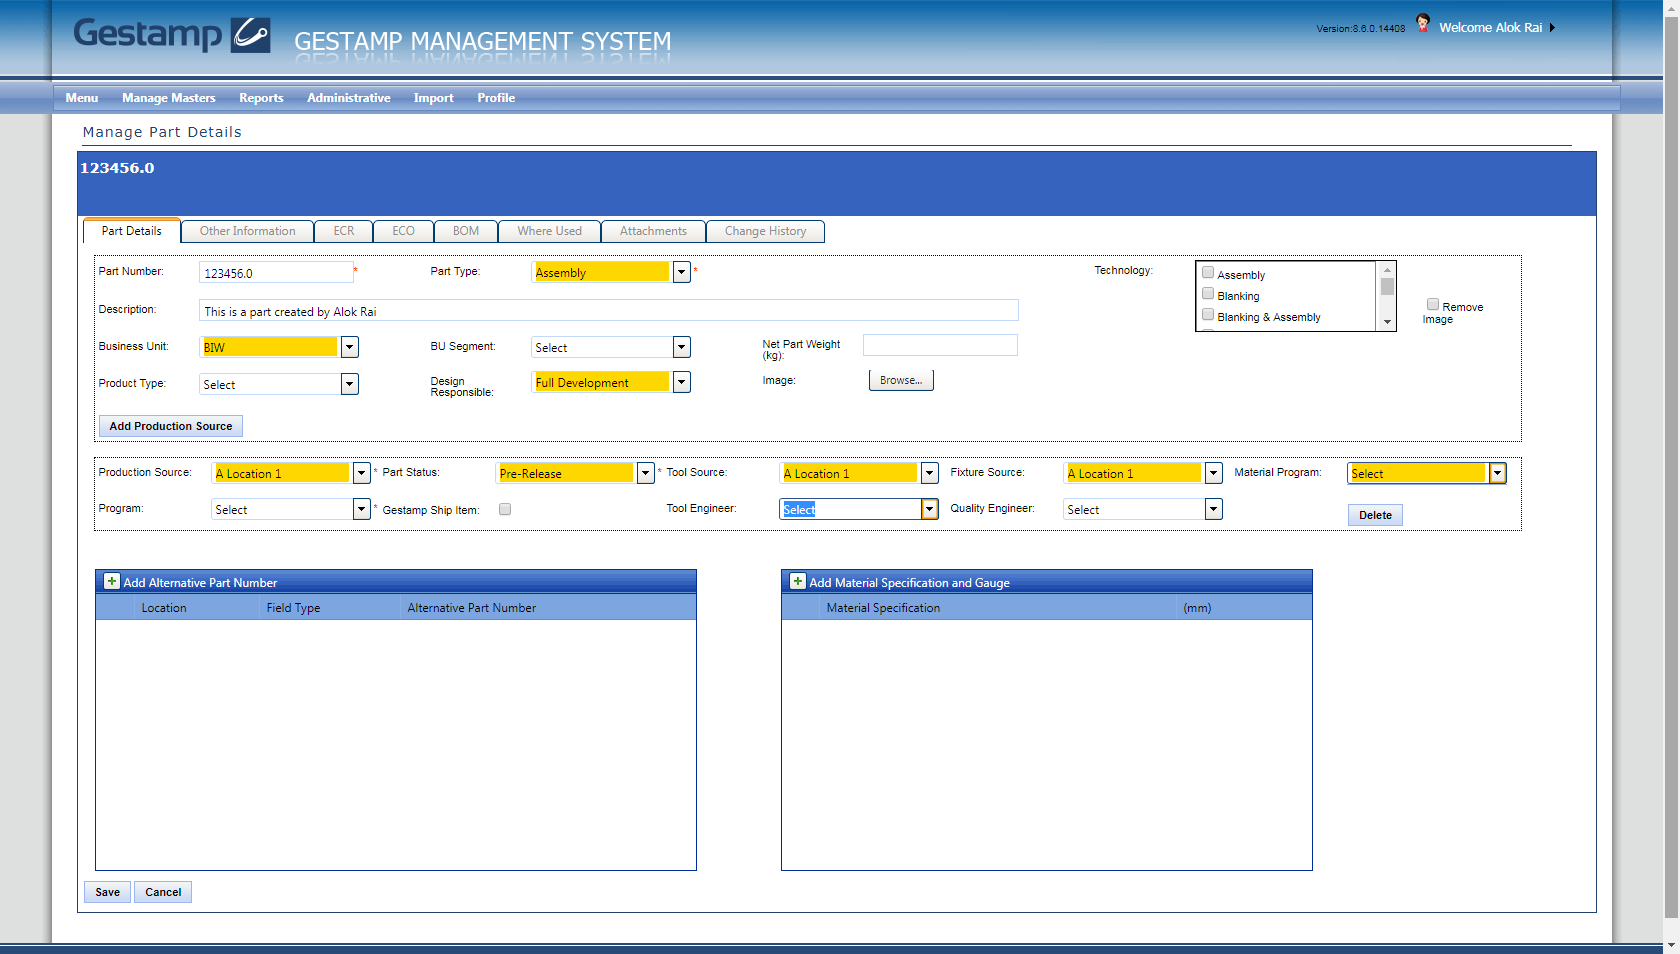 Gestamp
GESTAMP MANAGEMENT SYSTEM
Version:8.6.0.14408
Welcome Alok Rai
Menu Manage Masters Reports Administrative Import Profile
Manage Part Details
123456.0
Part Details Other Information ECR ECO BOM Where Used Attachments Change History
Part Number: 123456.0 * Part Type: Assembly * Technology: Assembly
Blanking
Blanking & Assembly
Remove
Image
Description: This is a part created by Alok Rai
Business Unit: BIW BU Segment: Select Net Part Weight
(kg):
Product Type: Select Design
Responsible: Full Development Image: Browse...
Add Production Source
Production Source: A Location 1 * Part Status: Pre-Release * Tool Source: A Location 1 Fixture Source: A Location 1 Material Program: Select
Program: Select * Gestamp Ship Item: Tool Engineer: Select Quality Engineer: Select Delete
Add Alternative Part Number
Location Field Type Alternative Part Number
Add Material Specification and Gauge
Material Specification (mm)
Save Cancel